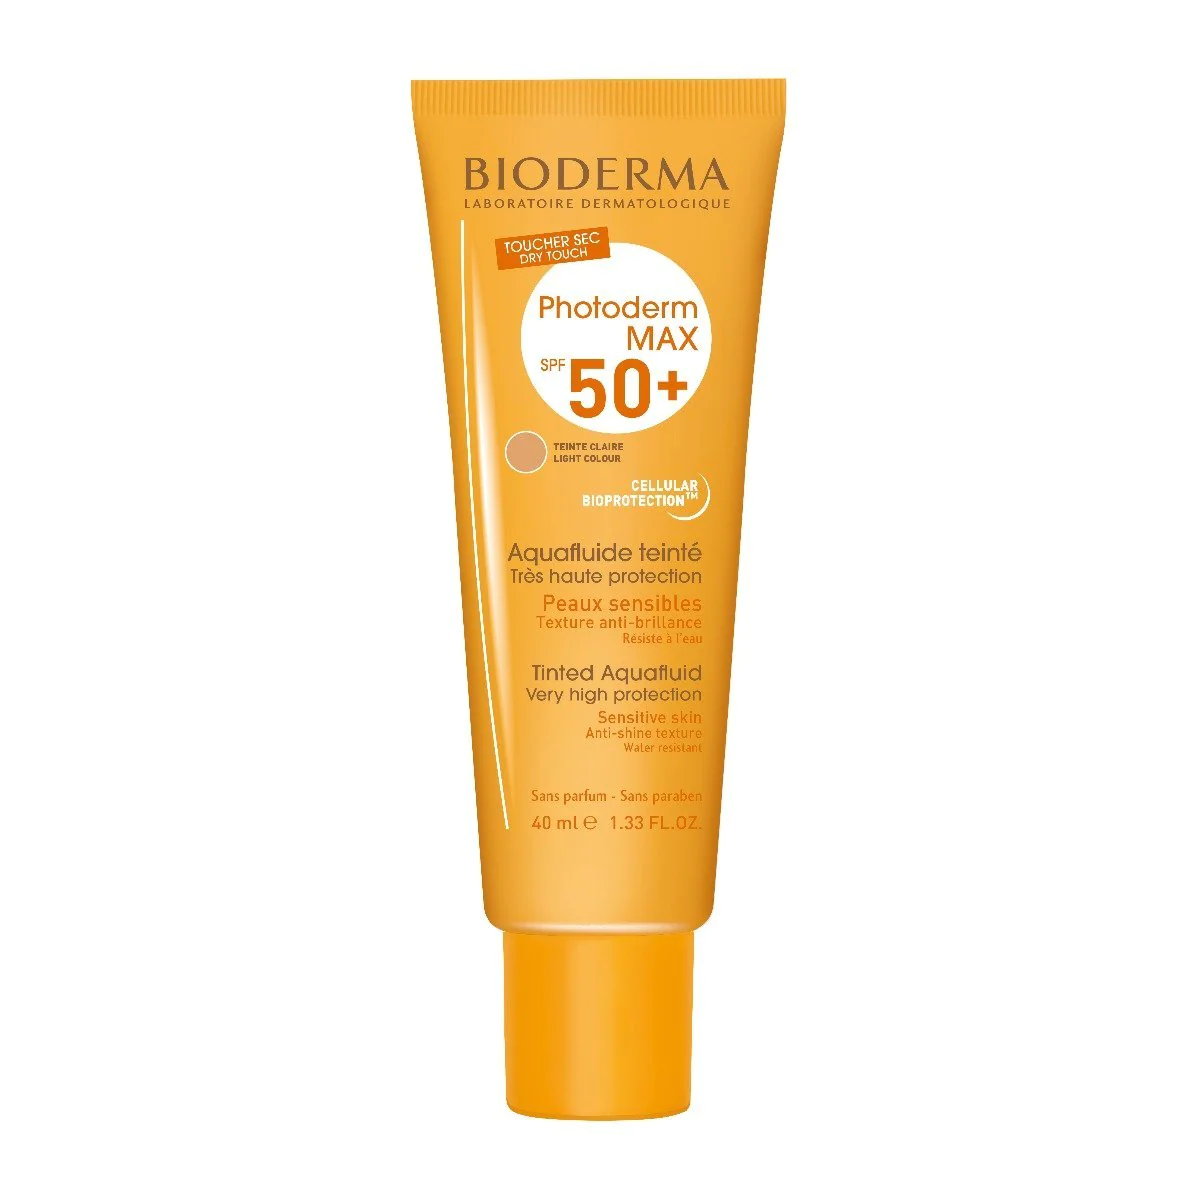 BIODERMA
LABORATOIRE DERMATOLOGIQUE
TOUCHER SEC
DRY TOUCH
Photoderm
MAX
SPF 50+
TEINTE CLAIRE
LIGHT COLOUR
CELLULAR
BIOPROTECTION™
Aquafluide teinté
Très haute protection
Peaux sensibles
Texture anti-brillance
Résiste à l'eau
Tinted Aquafluid
Very high protection
Sensitive skin
Anti-shine texture
Water resistant
Sans parfum - Sans paraben
40 ml ℮ 1.33 FL.OZ.